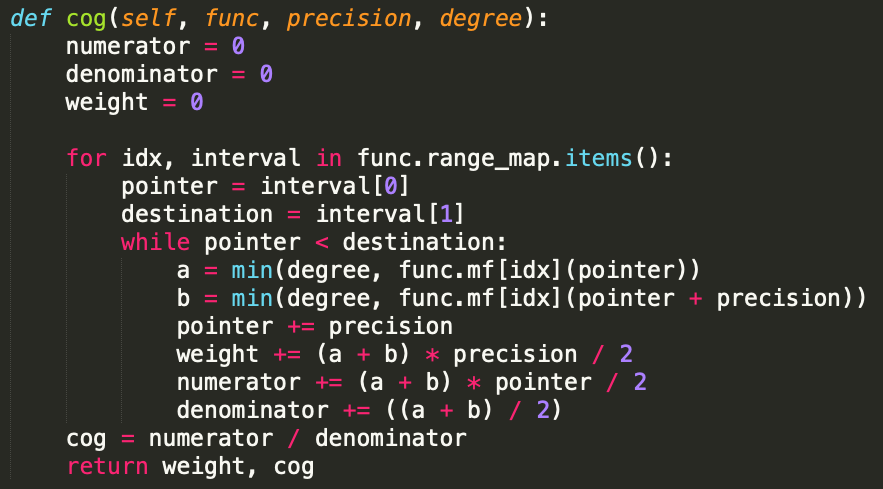 def cog(self, func, precision, degree):
    numerator = 0
    denominator = 0
    weight = 0

    for idx, interval in func.range_map.items():
        pointer = interval[0]
        destination = interval[1]
        while pointer < destination:
            a = min(degree, func.mf[idx](pointer))
            b = min(degree, func.mf[idx](pointer + precision))
            pointer += precision
            weight += (a + b) * precision / 2
            numerator += (a + b) * pointer / 2
            denominator += ((a + b) / 2)
    cog = numerator / denominator
    return weight, cog